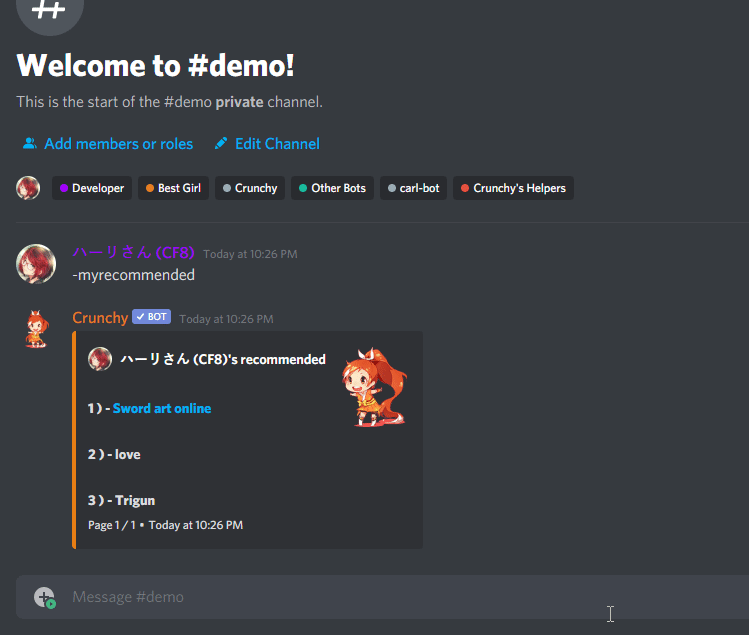 #
Welcome to #demo!
This is the start of the #demo private channel.
Add members or roles Edit Channel
Developer Best Girl Crunchy Other Bots carl-bot Crunchy's Helpers
ハーリさん (CF8) Today at 10:26 PM
-myrecommended
Crunchy ✓ BOT Today at 10:26 PM
ハーリさん (CF8)'s recommended
1 ) - Sword art online
2 ) - love
3 ) - Trigun
Page 1 / 1 • Today at 10:26 PM
Message #demo